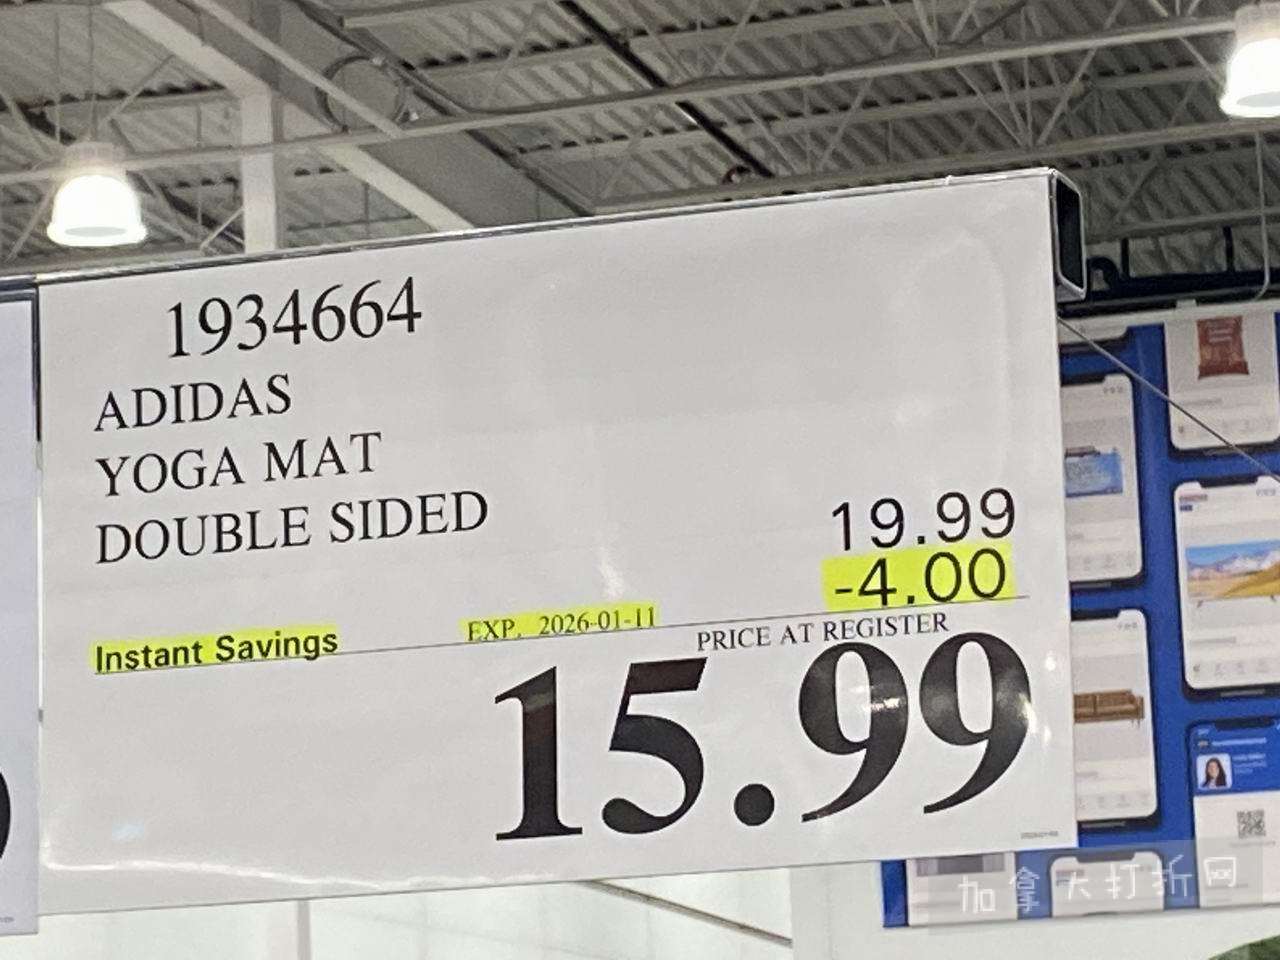 1934664
ADIDAS
YOGA MAT
DOUBLE SIDED
19.99
-4.00
Instant Savings
EXP. 2026-01-11
PRICE AT REGISTER
15.99
加拿大打折网